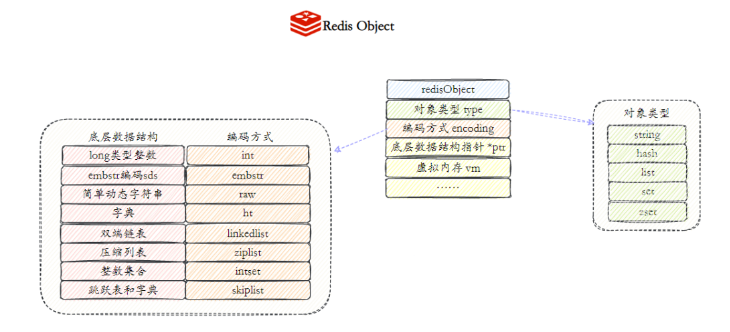 Redis Object
redisObject
对象类型 type
编码方式 encoding
底层数据结构指针 *ptr
虚拟内存 vm
......
对象类型
string
hash
list
set
zset
底层数据结构 编码方式
long类型整数 int
embstr编码sds embstr
简单动态字符串 raw
字典 ht
双端链表 linkedlist
压缩列表 ziplist
整数集合 intset
跳跃表和字典 skiplist